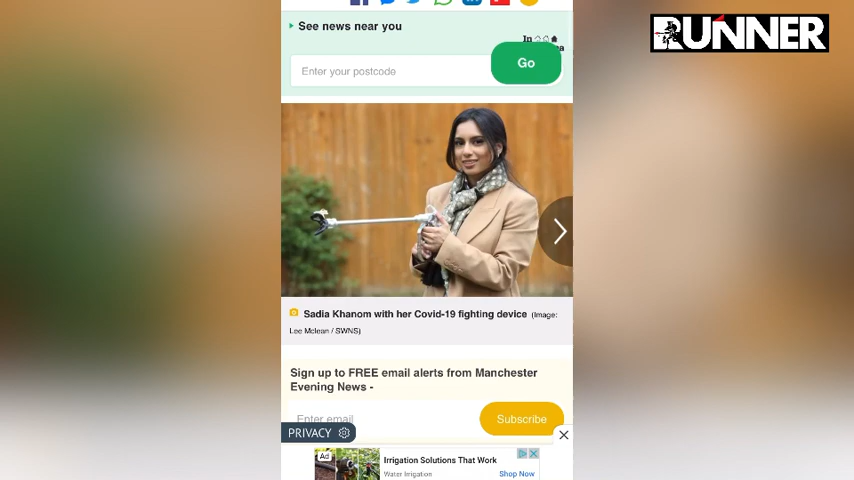 RUNNER
See news near you
In
Enter your postcode
Go
Sadia Khanom with her Covid-19 fighting device (Image:
Lee Mclean / SWNS)
Sign up to FREE email alerts from Manchester
Evening News -
Enter email
Subscribe
PRIVACY
Ad
Irrigation Solutions That Work
Water Irrigation
Shop Now